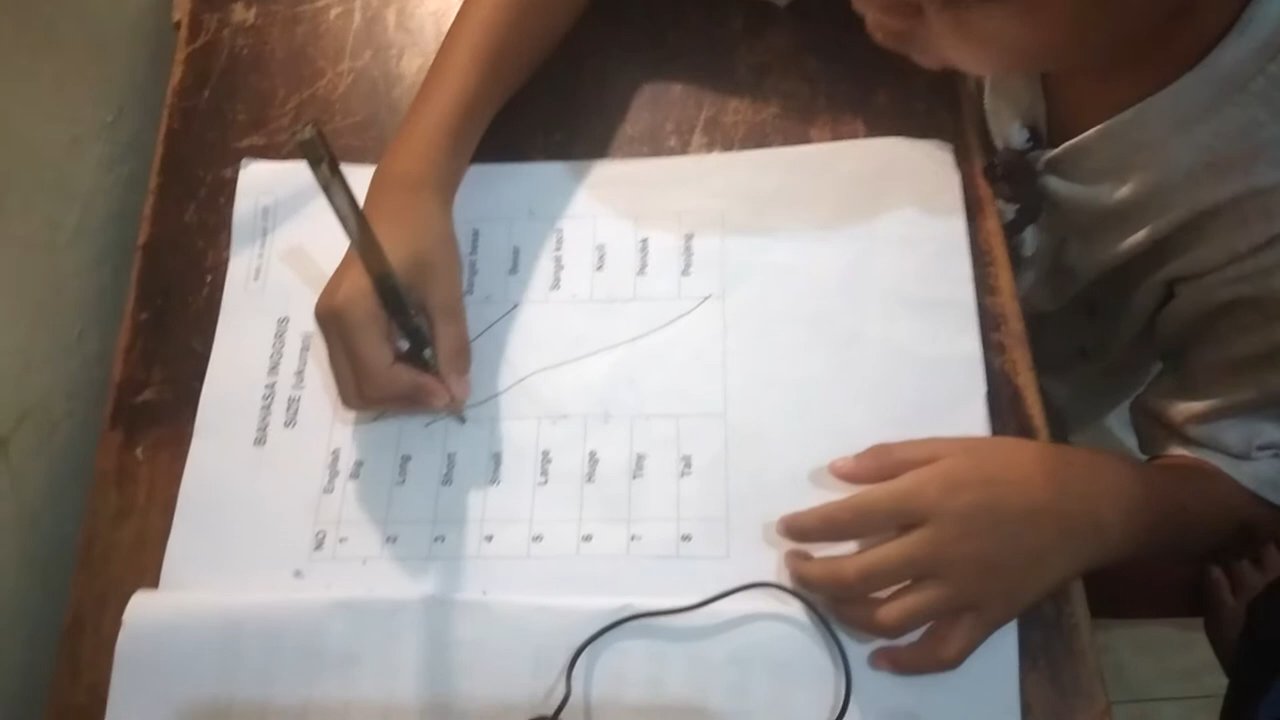 BAHASA INGGRIS
SIZE (ukuran)
NO English
1 Big
2 Long Sangat besar
3 Short Besar
4 Small Sangat kecil
5 Large Kecil
6 Huge Pendek
7 Tiny Panjang
8 Tall